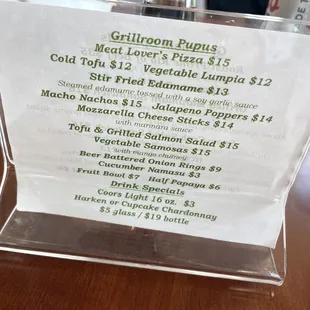 Grillroom Pupus
Meat Lover's Pizza $15
Cold Tofu $12 Vegetable Lumpia $12
Stir Fried Edamame $13
Steamed edamame tossed with a soy garlic sauce
Macho Nachos $15 Jalapeno Poppers $14
Mozzarella Cheese Sticks $14
with marinara sauce
Tofu & Grilled Salmon Salad $15
Vegetable Samosas $15
with mango chutney
Beer Battered Onion Rings $9
Cucumber Namasu $3
Fruit Bowl $7 Half Papaya $6
Drink Specials
Coors Light 16 oz. $3
Harken or Cupcake Chardonnay
$5 glass / $19 bottle